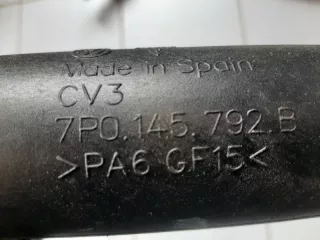 Made in Spain
CV3
7P0.145.792.B
>PA6 GF15<